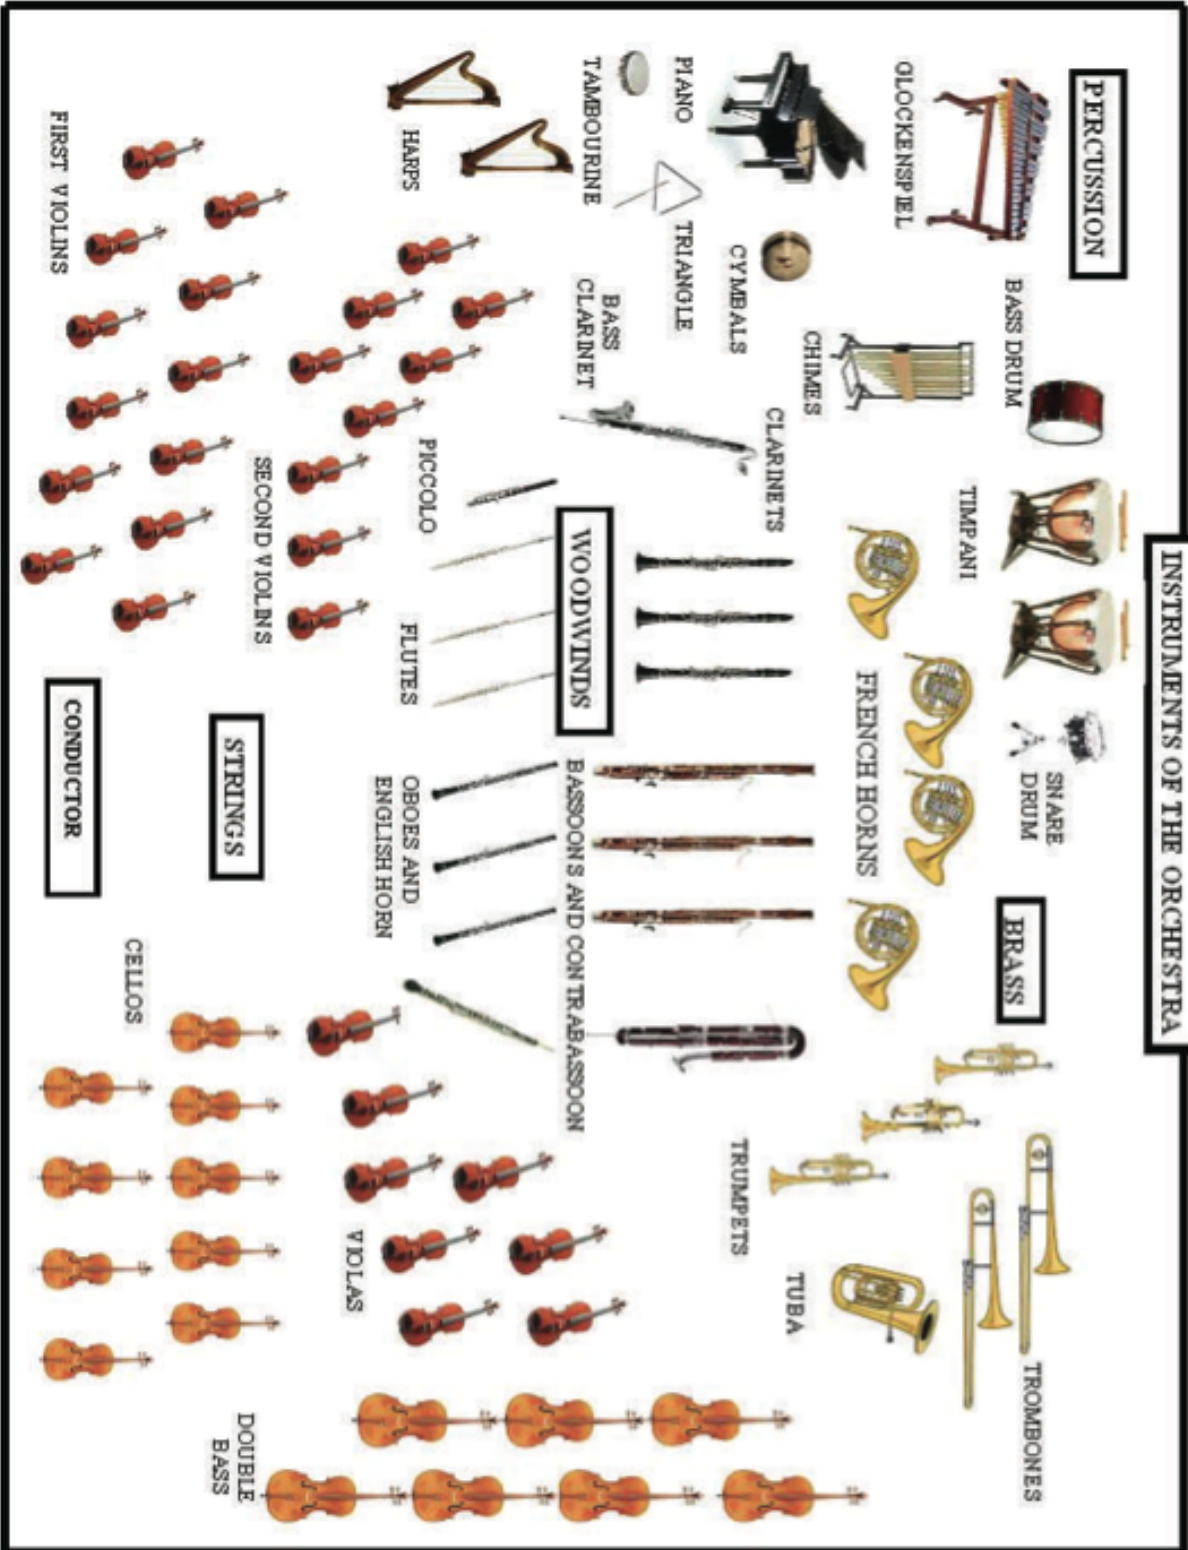 INSTRUMENTS OF THE ORCHESTRA
PERCUSSION
BASS DRUM
TIMPANI
SNARE
DRUM
BRASS
TROMBONES
GLOCKENSPIEL
CHIMES
FRENCH HORNS
CLARINETS
TUBA
TRUMPETS
PIANO
CYMBALS
TRIANGLE
TAMBOURINE
BASS
CLARINET
WOODWINDS
BASSOONS AND CONTRABASSOON
HARPS
PICCOLO
FLUTES
OBOES AND
ENGLISH HORN
VIOLAS
SECOND VIOLINS
STRINGS
DOUBLE
BASS
CELLOS
FIRST VIOLINS
CONDUCTOR